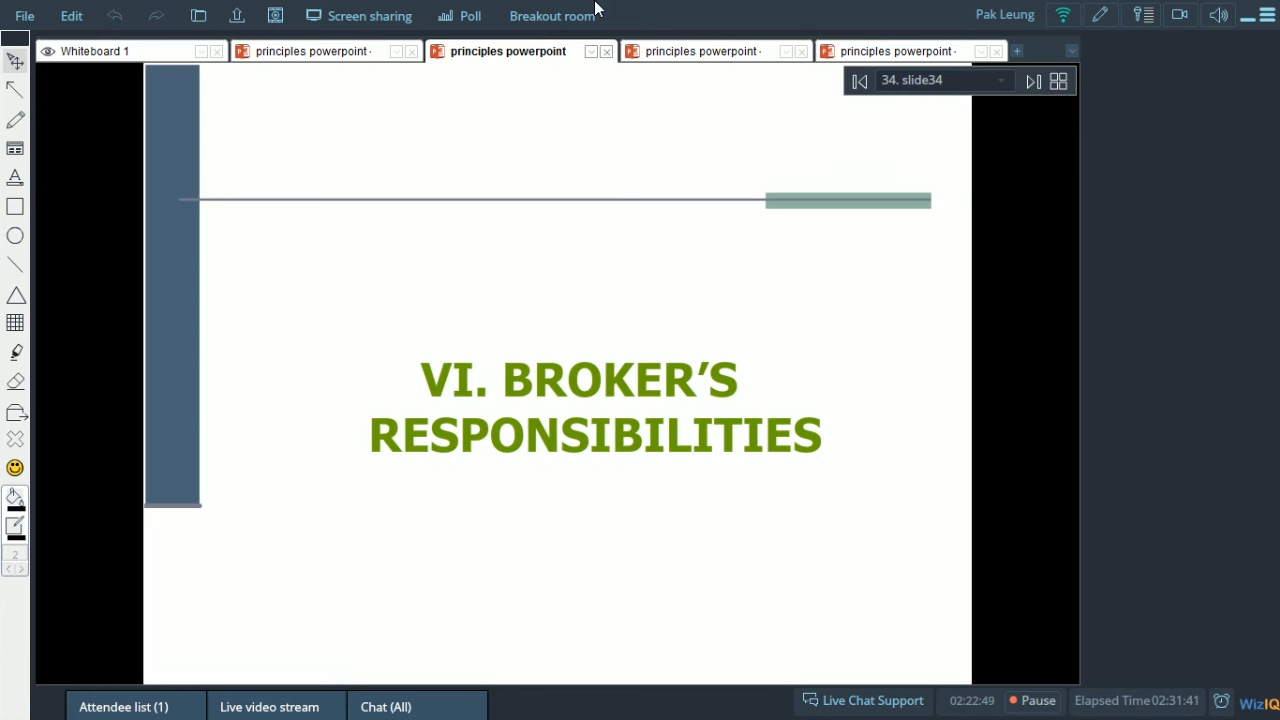 File Edit Screen sharing Poll Breakout room Pak Leung
Whiteboard 1 principles powerpoint · principles powerpoint principles powerpoint · principles powerpoint ·
34. slide34
VI. BROKER’S
RESPONSIBILITIES
2
Attendee list (1) Live video stream Chat (All) Live Chat Support 02:22:49 Pause Elapsed Time 02:31:41 WizIQ